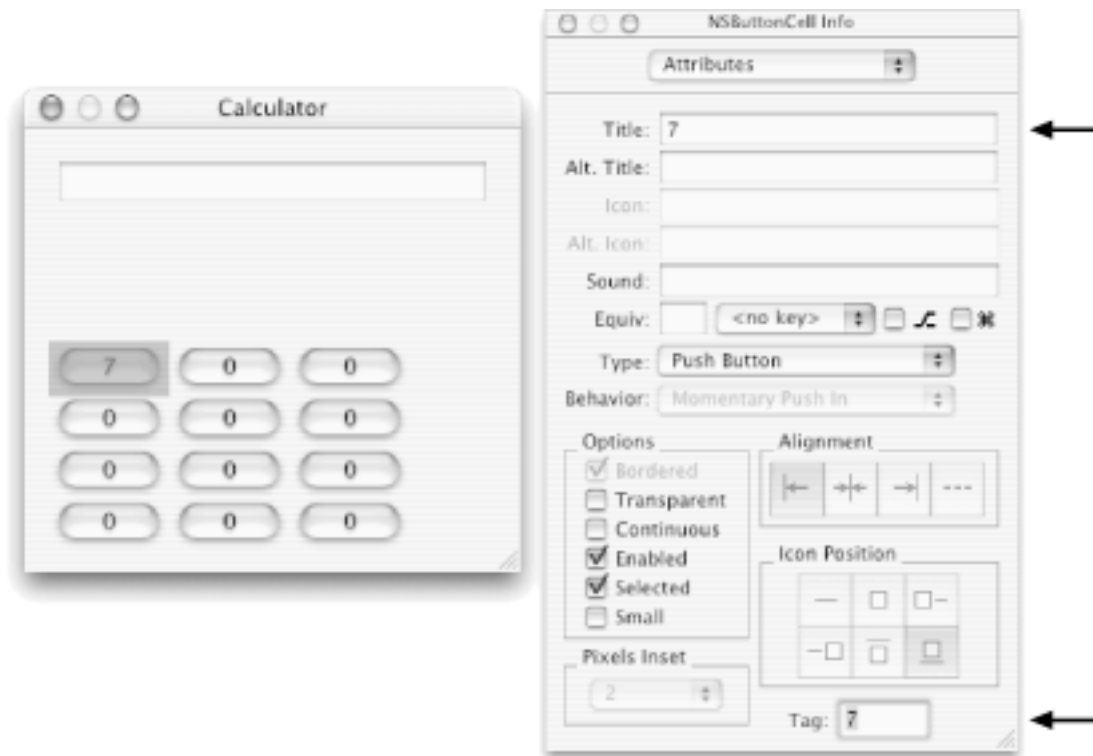 Calculator
7 0 0
0 0 0
0 0 0
0 0 0
NSButtonCell Info
Attributes
Title: 7
Alt. Title:
Icon:
Alt. Icon:
Sound:
Equiv: <no key>
Type: Push Button
Behavior: Momentary Push In
Options
Bordered
Transparent
Continuous
Enabled
Selected
Small
Pixels Inset
2
Alignment
Icon Position
Tag: 7